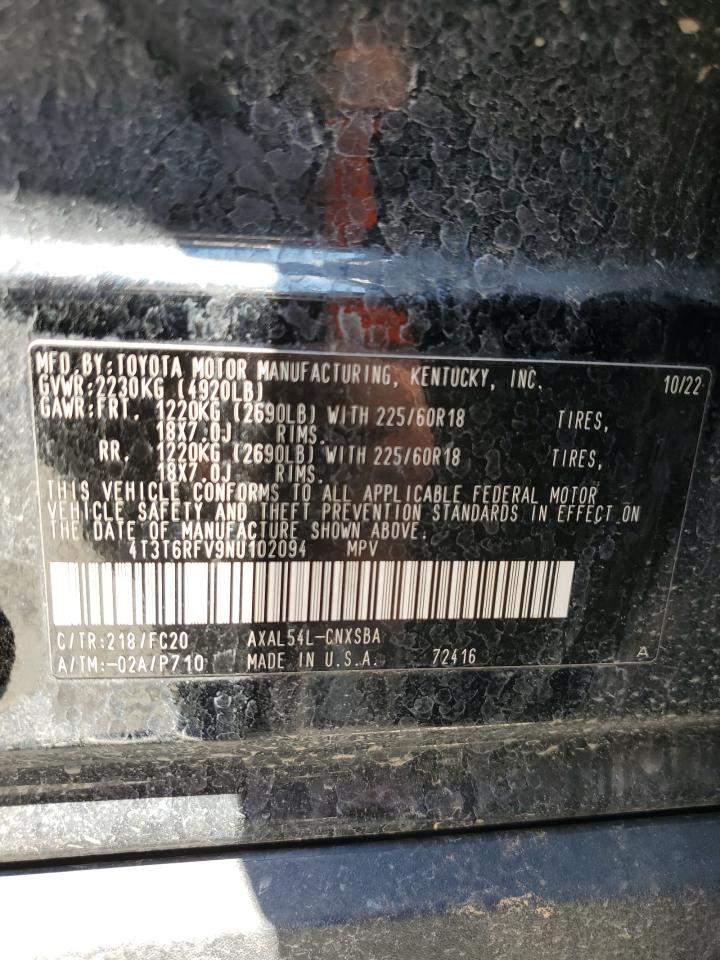 MFD.BY:TOYOTA MOTOR MANUFACTURING, KENTUCKY, INC. 10/22
GVWR:2230KG (4920LB)
GAWR:FRT. 1220KG (2690LB) WITH 225/60R18 TIRES,
18X7.0J RIMS.
RR. 1220KG (2690LB) WITH 225/60R18 TIRES,
18X7.0J RIMS.
THIS VEHICLE CONFORMS TO ALL APPLICABLE FEDERAL MOTOR
VEHICLE SAFETY AND THEFT PREVENTION STANDARDS IN EFFECT ON
THE DATE OF MANUFACTURE SHOWN ABOVE.
4T3T6RFV9NU102094 MPV
C/TR:218/FC20 AXAL54L-CNXSBA
A/TM:-02A/P710 MADE IN U.S.A. 72416 A